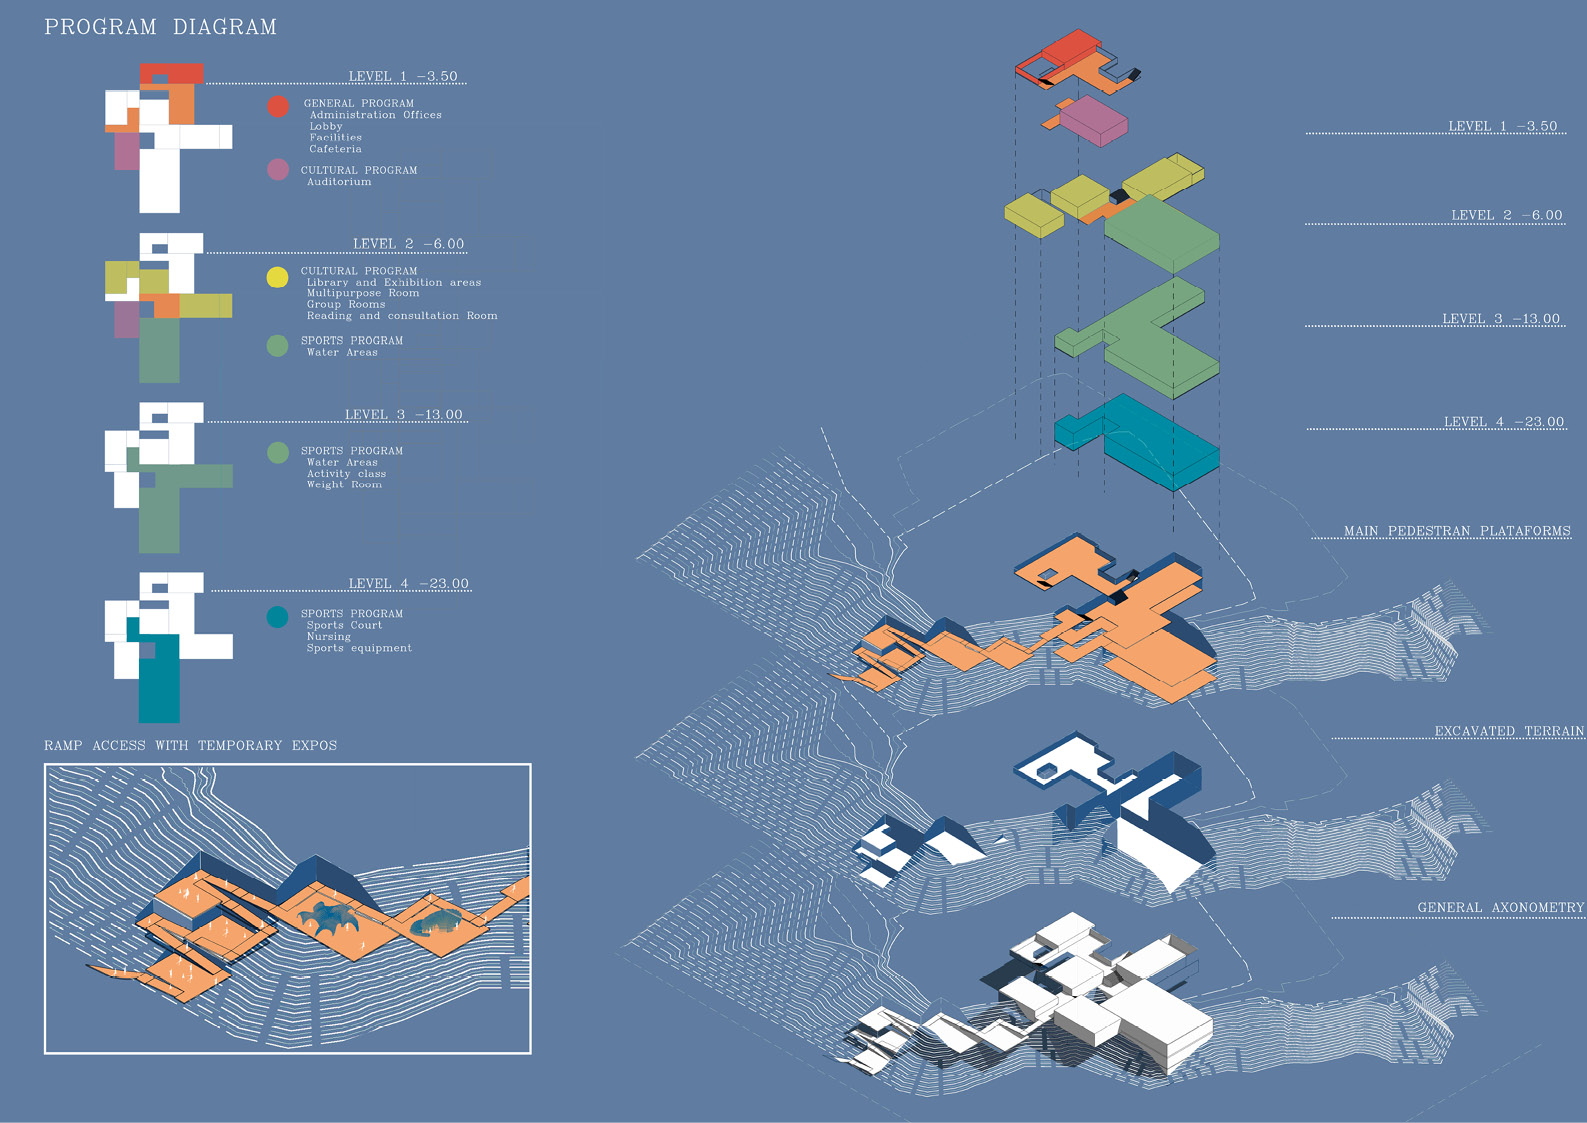 PROGRAM DIAGRAM
LEVEL 1 -3.50
GENERAL PROGRAM
Administration Offices
Lobby
Facilities
Cafeteria
CULTURAL PROGRAM
Auditorium
LEVEL 2 -6.00
CULTURAL PROGRAM
Library and Exhibition areas
Multipurpose Room
Group Rooms
Reading and consultation Room
SPORTS PROGRAM
Water Areas
LEVEL 3 -13.00
SPORTS PROGRAM
Water Areas
Activity class
Weight Room
LEVEL 4 -23.00
SPORTS PROGRAM
Sports Court
Nursing
Sports equipment
RAMP ACCESS WITH TEMPORARY EXPOS
LEVEL 1 -3.50
LEVEL 2 -6.00
LEVEL 3 -13.00
LEVEL 4 -23.00
MAIN PEDESTRAN PLATAFORMS
EXCAVATED TERRAIN
GENERAL AXONOMETRY